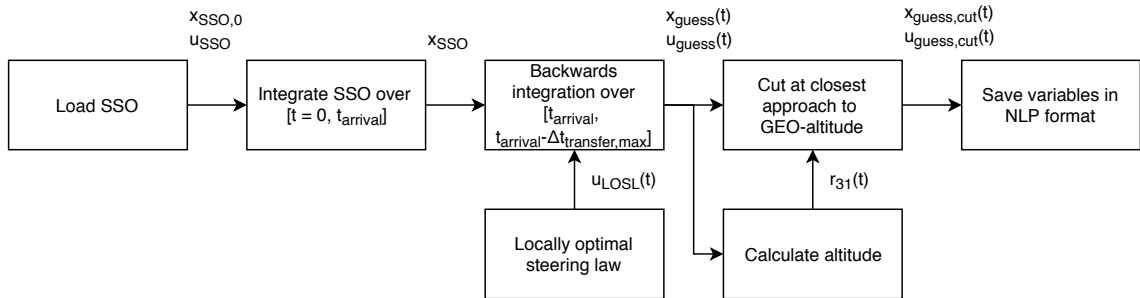 x_SSO,0
u_SSO
x_SSO
x_guess(t)
u_guess(t)
x_guess,cut(t)
u_guess,cut(t)
Load SSO
Integrate SSO over
[t = 0, t_arrival]
Backwards
integration over
[t_arrival,
t_arrival-Δt_transfer,max]
Cut at closest
approach to
GEO-altitude
Save variables in
NLP format
u_LOSL(t)
r_31(t)
Locally optimal
steering law
Calculate altitude